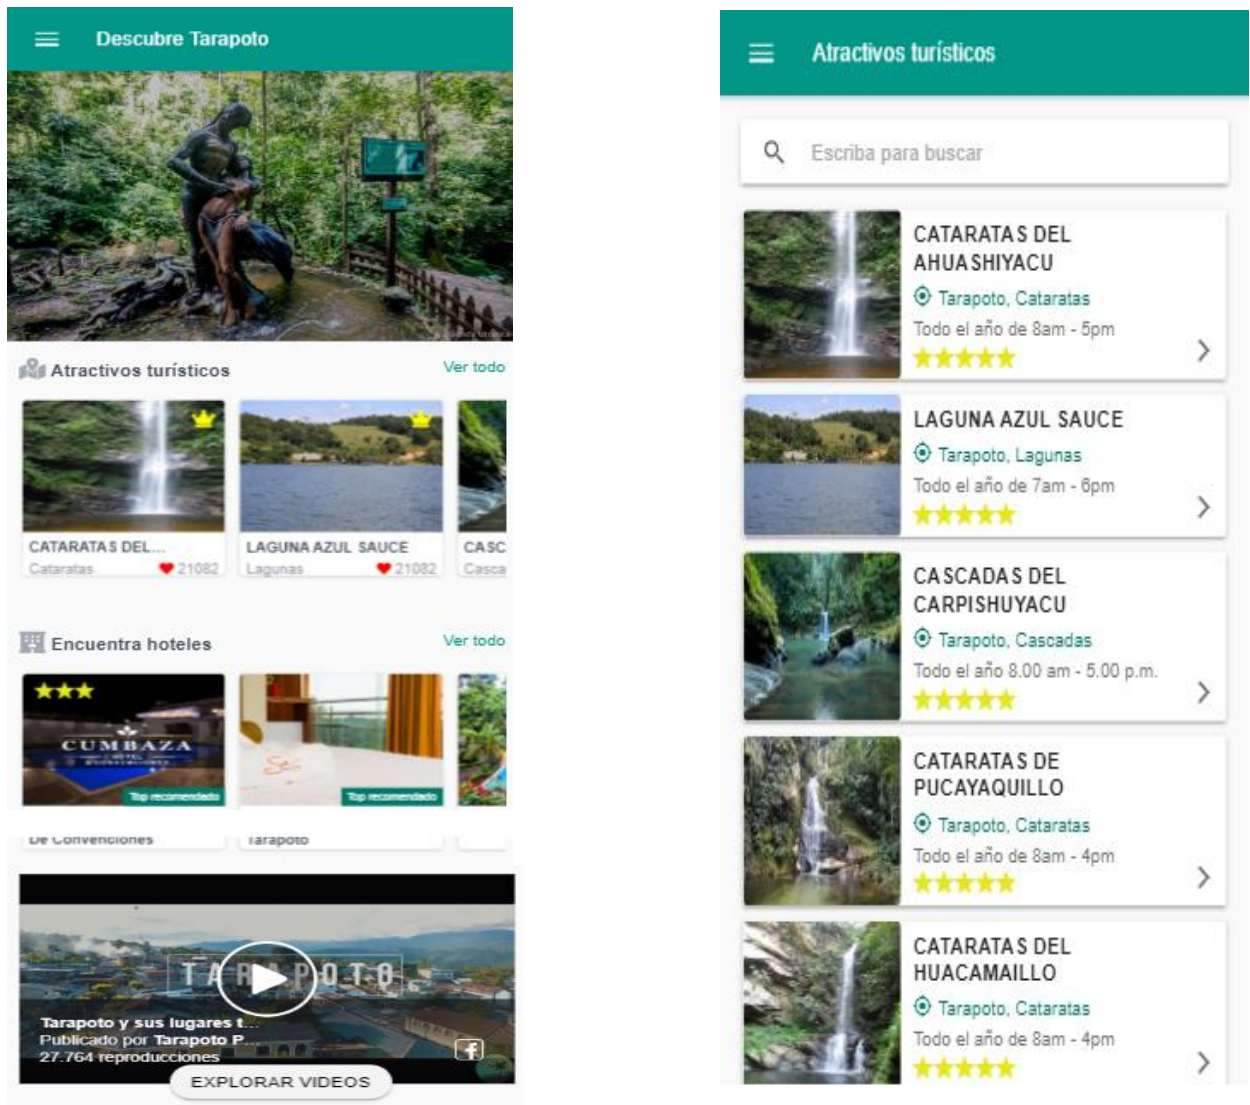 Descubre Tarapoto
Atractivos turísticos
Ver todo
CATARATAS DEL...
Cataratas
21082
LAGUNA AZUL SAUCE
Lagunas
21082
CASC
Casca
Encuentra hoteles
Ver todo
CUMBAZA
HOTEL
Top recomendado
Top recomendado
De Convenciones
Tarapoto
TARAPOTO
Tarapoto y sus lugares t...
Publicado por Tarapoto P...
27.764 reproducciones
EXPLORAR VIDEOS
Atractivos turísticos
Escriba para buscar
CATARATAS DEL
AHUASHIYACU
Tarapoto, Cataratas
Todo el año de 8am - 5pm
LAGUNA AZUL SAUCE
Tarapoto, Lagunas
Todo el año de 7am - 6pm
CASCADAS DEL
CARPISHUYACU
Tarapoto, Cascadas
Todo el año 8.00 am - 5.00 p.m.
CATARATAS DE
PUCAYAQUILLO
Tarapoto, Cataratas
Todo el año de 8am - 4pm
CATARATAS DEL
HUACAMAILLO
Tarapoto, Cataratas
Todo el año de 8am - 4pm